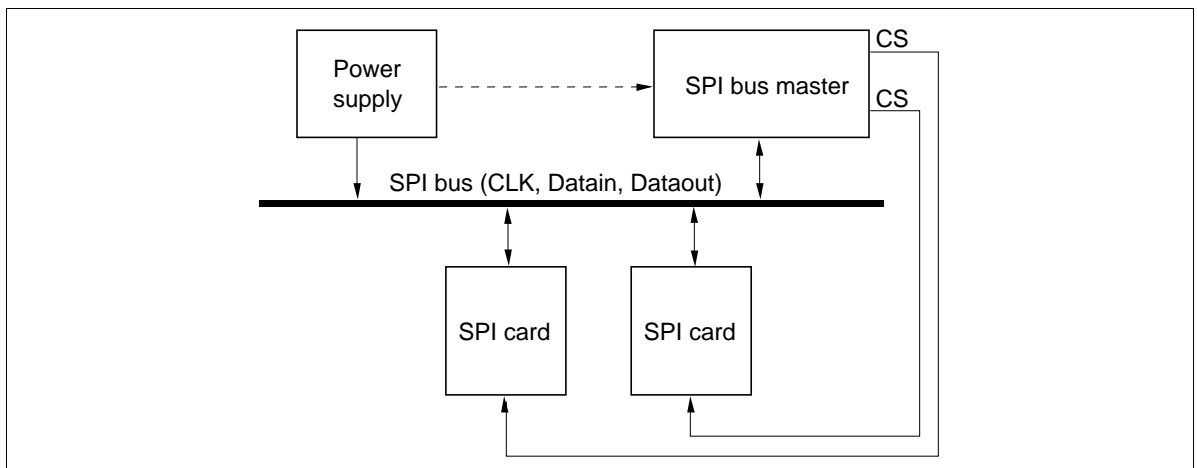 Power
supply
SPI bus master
CS
CS
SPI bus (CLK, Datain, Dataout)
SPI card
SPI card